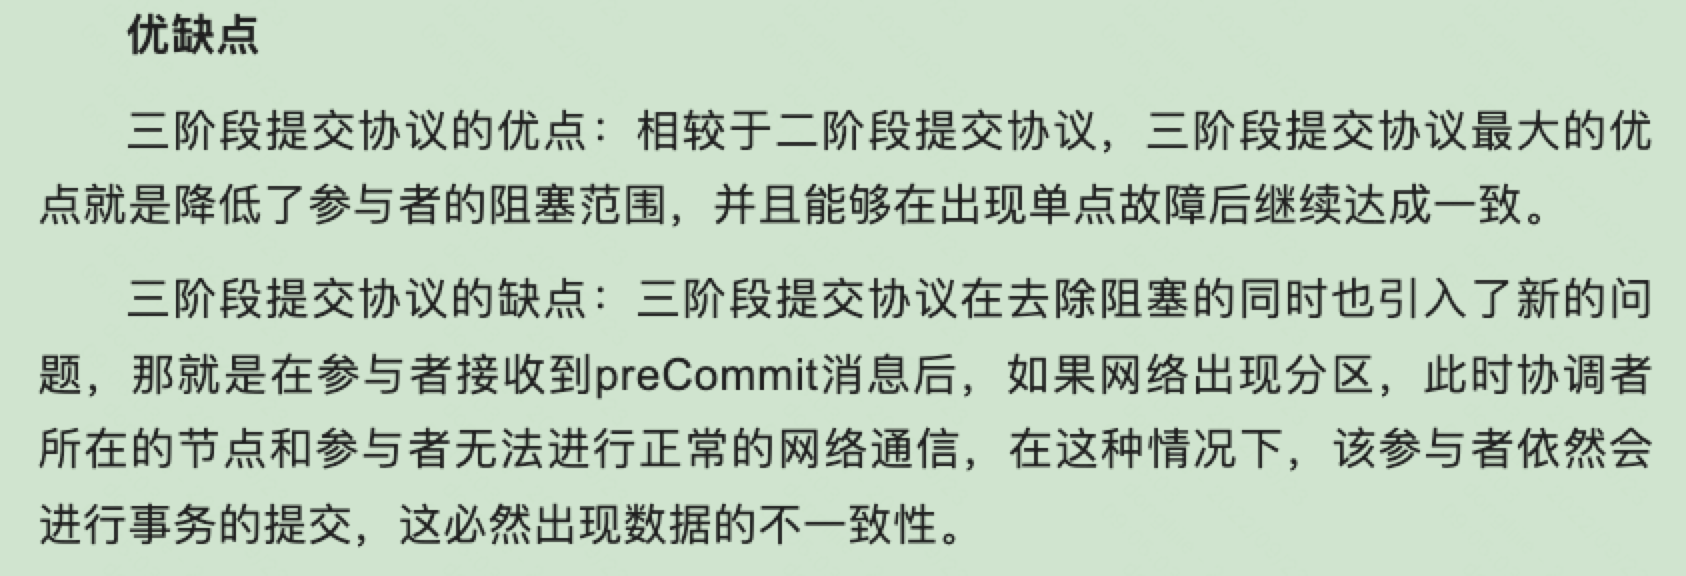 优缺点
三阶段提交协议的优点：相较于二阶段提交协议，三阶段提交协议最大的优
点就是降低了参与者的阻塞范围，并且能够在出现单点故障后继续达成一致。
三阶段提交协议的缺点：三阶段提交协议在去除阻塞的同时也引入了新的问
题，那就是在参与者接收到preCommit消息后，如果网络出现分区，此时协调者
所在的节点和参与者无法进行正常的网络通信，在这种情况下，该参与者依然会
进行事务的提交，这必然出现数据的不一致性。